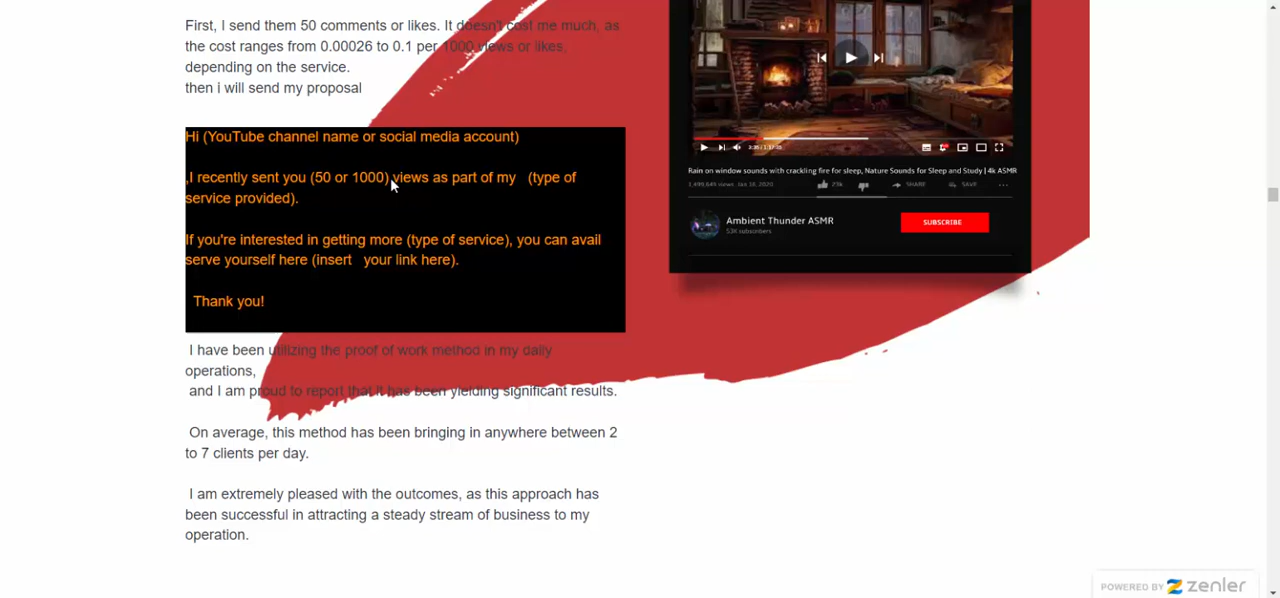 First, I send them 50 comments or likes. It doesn't cost me much, as
the cost ranges from 0.00026 to 0.1 per 1000 views or likes,
depending on the service.
then i will send my proposal
Hi (YouTube channel name or social media account)
,I recently sent you (50 or 1000) views as part of my (type of
service provided).
If you're interested in getting more (type of service), you can avail
serve yourself here (insert your link here).
Thank you!
I have been utilizing the proof of work method in my daily
operations,
and I am proud to report that it has been yielding significant results.
On average, this method has been bringing in anywhere between 2
to 7 clients per day.
I am extremely pleased with the outcomes, as this approach has
been successful in attracting a steady stream of business to my
operation.
Rain on window sounds with crackling fire for sleep, Nature Sounds for Sleep and Study | 4k ASMR
SHARE
SAVE
Ambient Thunder ASMR
53K subscribers
SUBSCRIBE
POWERED BY zenler